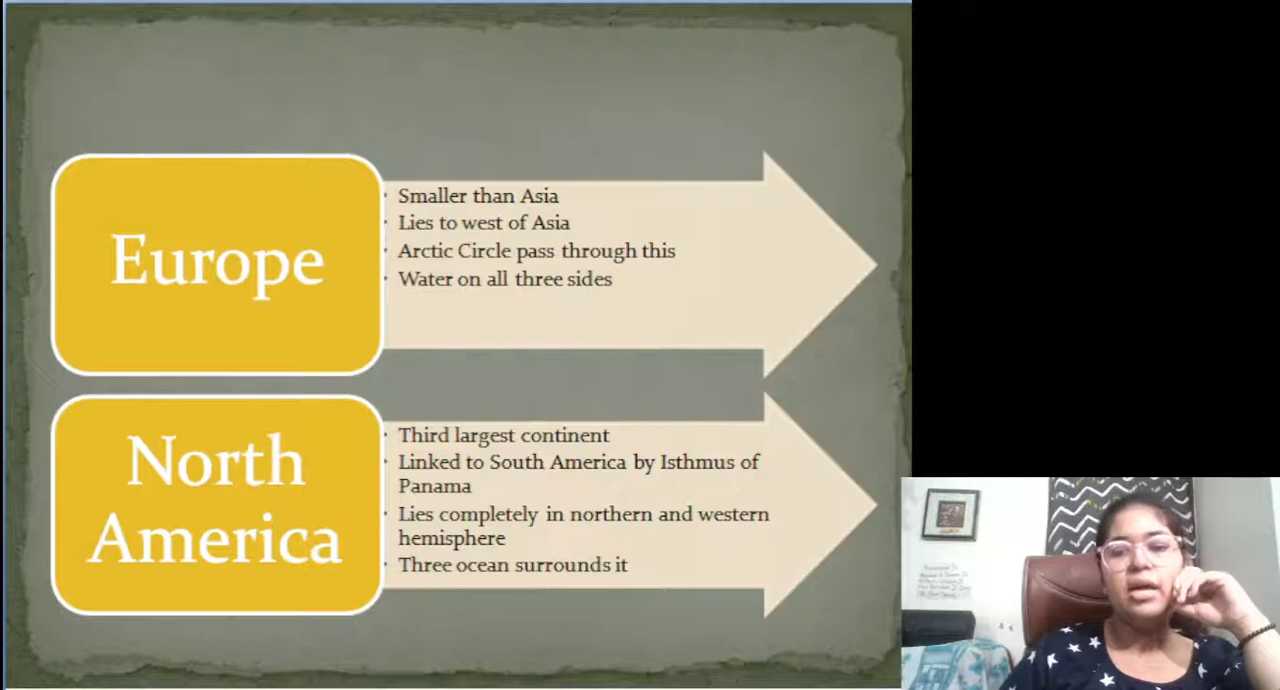 Europe
Smaller than Asia
Lies to west of Asia
Arctic Circle pass through this
Water on all three sides
North
America
Third largest continent
Linked to South America by Isthmus of
Panama
Lies completely in northern and western
hemisphere
Three ocean surrounds it